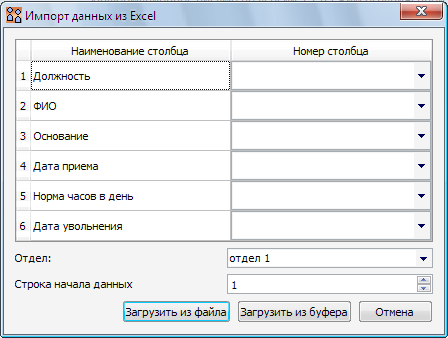 Импорт данных из Excel
Наименование столбца Номер столбца
1 Должность
2 ФИО
3 Основание
4 Дата приема
5 Норма часов в день
6 Дата увольнения
Отдел: отдел 1
Строка начала данных 1
Загрузить из файла Загрузить из буфера Отмена